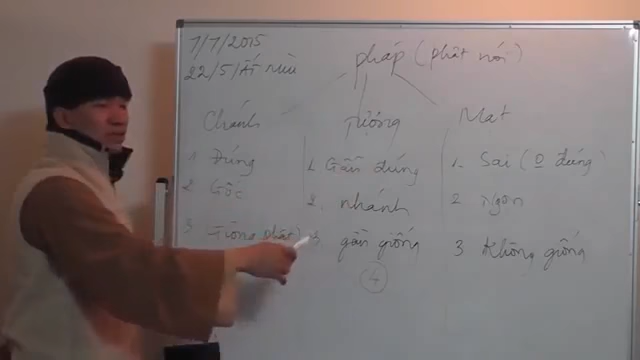 7/7/2015
22/5/Ất mùi
pháp (phật nói)
Chánh Tượng Mạt
1 Đúng 1. Gần đúng 1. Sai (0 đúng)
2 Gốc 2. nhánh 2 Ngọn
3 Giống phật) 3 gần giống 3 Không giống
4